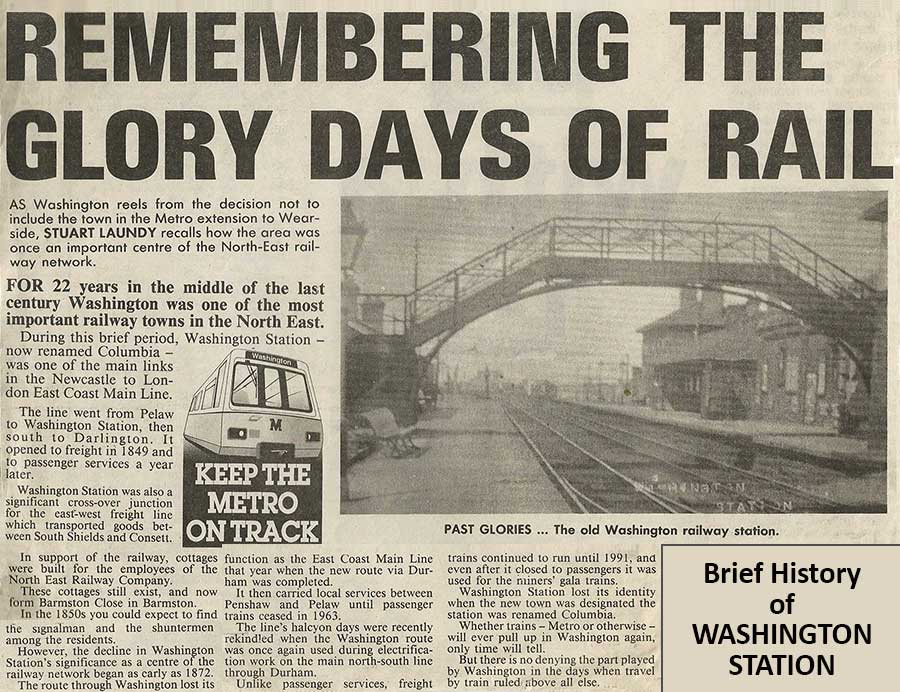 REMEMBERING THE
GLORY DAYS OF RAIL
AS Washington reels from the decision not to
include the town in the Metro extension to Wear-
side, STUART LAUNDY recalls how the area was
once an important centre of the North-East rail-
way network.
FOR 22 years in the middle of the last
century Washington was one of the most
important railway towns in the North East.
During this brief period, Washington Station –
now renamed Columbia –
was one of the main links
in the Newcastle to Lon-
don East Coast Main Line.
The line went from Pelaw
to Washington Station, then
south to Darlington. It
opened to freight in 1849 and
to passenger services a year
later.
Washington Station was also a
significant cross-over junction
for the east-west freight line
which transported goods bet-
ween South Shields and Consett.
Washington
M
KEEP THE
METRO
ON TRACK
WASHINGTON
STATION
PAST GLORIES ... The old Washington railway station.
In support of the railway, cottages
were built for the employees of the
North East Railway Company.
These cottages still exist, and now
form Barmston Close in Barmston.
In the 1850s you could expect to find
the signalman and the shuntermen
among the residents.
However, the decline in Washington
Station's significance as a centre of the
railway network began as early as 1872.
The route through Washington lost its
function as the East Coast Main Line
that year when the new route via Dur-
ham was completed.
It then carried local services between
Penshaw and Pelaw until passenger
trains ceased in 1963.
The line's halcyon days were recently
rekindled when the Washington route
was once again used during electrifica-
tion work on the main north-south line
through Durham.
Unlike passenger services, freight
trains continued to run until 1991, and
even after it closed to passengers it was
used for the miners' gala trains.
Washington Station lost its identity
when the new town was designated the
station was renamed Columbia.
Whether trains – Metro or otherwise –
will ever pull up in Washington again,
only time will tell.
But there is no denying the part played
by Washington in the days when travel
by train ruled above all else.
Brief History
of
WASHINGTON
STATION